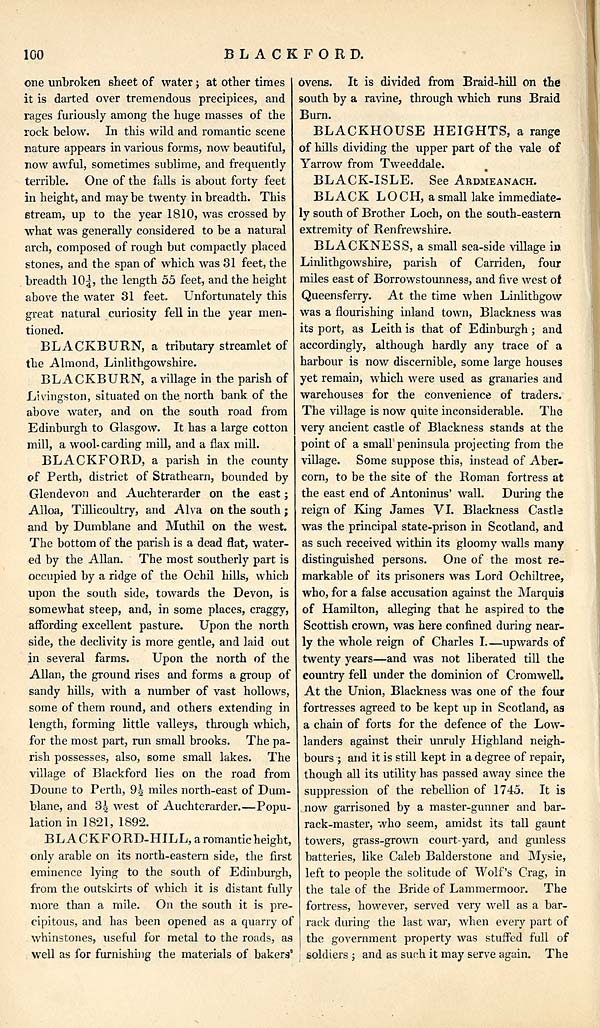 100
BLACKFORD.
one unbroken sheet of water; at other times
it is darted over tremendous precipices, and
rages furiously among the huge masses of the
rock below. In this wild and romantic scene
nature appears in various forms, now beautiful,
now awful, sometimes sublime, and frequently
terrible. One of the falls is about forty feet
in height, and may be twenty in breadth. This
stream, up to the year 1810, was crossed by
what was generally considered to be a natural
arch, composed of rough but compactly placed
stones, and the span of which was 31 feet, the
breadth 10¼, the length 55 feet, and the height
above the water 31 feet. Unfortunately this
great natural curiosity fell in the year men-
tioned.
BLACKBURN, a tributary streamlet of
the Almond, Linlithgowshire.
BLACKBURN, a village in the parish of
Livingston, situated on the north bank of the
above water, and on the south road from
Edinburgh to Glasgow. It has a large cotton
mill, a wool-carding mill, and a flax mill.
BLACKFORD, a parish in the county
of Perth, district of Strathearn, bounded by
Glendevon and Auchterarder on the east;
Alloa, Tillicoultry, and Alva on the south;
and by Dumblane and Muthil on the west.
The bottom of the parish is a dead flat, water-
ed by the Allan. The most southerly part is
occupied by a ridge of the Ochil hills, which
upon the south side, towards the Devon, is
somewhat steep, and, in some places, craggy,
affording excellent pasture. Upon the north
side, the declivity is more gentle, and laid out
in several farms. Upon the north of the
Allan, the ground rises and forms a group of
sandy hills, with a number of vast hollows,
some of them round, and others extending in
length, forming little valleys, through which,
for the most part, run small brooks. The pa-
rish possesses, also, some small lakes. The
village of Blackford lies on the road from
Doune to Perth, 9½ miles north-east of Dum-
blane, and 3½ west of Auchterarder.—Popu-
lation in 1821, 1892.
BLACKFORD-HILL, a romantic height,
only arable on its north-eastern side, the first
eminence lying to the south of Edinburgh,
from the outskirts of which it is distant fully
more than a mile. On the south it is pre-
cipitous, and has been opened as a quarry of
whinstones, useful for metal to the roads, as
well as for furnishing the materials of bakers'
ovens. It is divided from Braid-hill on the
south by a ravine, through which runs Braid
Burn.
BLACKHOUSE HEIGHTS, a range
of hills dividing the upper part of the vale of
Yarrow from Tweeddale.
BLACK-ISLE. See ARDMEANACH.
BLACK LOCH, a small lake immediate-
ly south of Brother Loch, on the south-eastern
extremity of Renfrewshire.
BLACKNESS, a small sea-side village in
Linlithgowshire, parish of Carriden, four
miles east of Borrowstounness, and five west of
Queensferry. At the time when Linlithgow
was a flourishing inland town, Blackness was
its port, as Leith is that of Edinburgh; and
accordingly, although hardly any trace of a
harbour is now discernible, some large houses
yet remain, which were used as granaries and
warehouses for the convenience of traders.
The village is now quite inconsiderable. The
very ancient castle of Blackness stands at the
point of a small peninsula projecting from the
village. Some suppose this, instead of Aber-
corn, to be the site of the Roman fortress at
the east end of Antoninus' wall. During the
reign of King James VI. Blackness Castle
was the principal state-prison in Scotland, and
as such received within its gloomy walls many
distinguished persons. One of the most re-
markable of its prisoners was Lord Ochiltree,
who, for a false accusation against the Marquis
of Hamilton, alleging that he aspired to the
Scottish crown, was here confined during near-
ly the whole reign of Charles I.—upwards of
twenty years—and was not liberated till the
country fell under the dominion of Cromwell.
At the Union, Blackness was one of the four
fortresses agreed to be kept up in Scotland, as
a chain of forts for the defence of the Low-
landers against their unruly Highland neigh-
bours; and it is still kept in a degree of repair,
though all its utility has passed away since the
suppression of the rebellion of 1745. It is
now garrisoned by a master-gunner and bar-
rack-master, who seem, amidst its tall gaunt
towers, grass-grown court-yard, and gunless
batteries, like Caleb Balderstone and Mysie,
left to people the solitude of Wolf's Crag, in
the tale of the Bride of Lammermoor. The
fortress, however, served very well as a bar-
rack during the last war, when every part of
the government property was stuffed full of
soldiers; and as such it may serve again. The